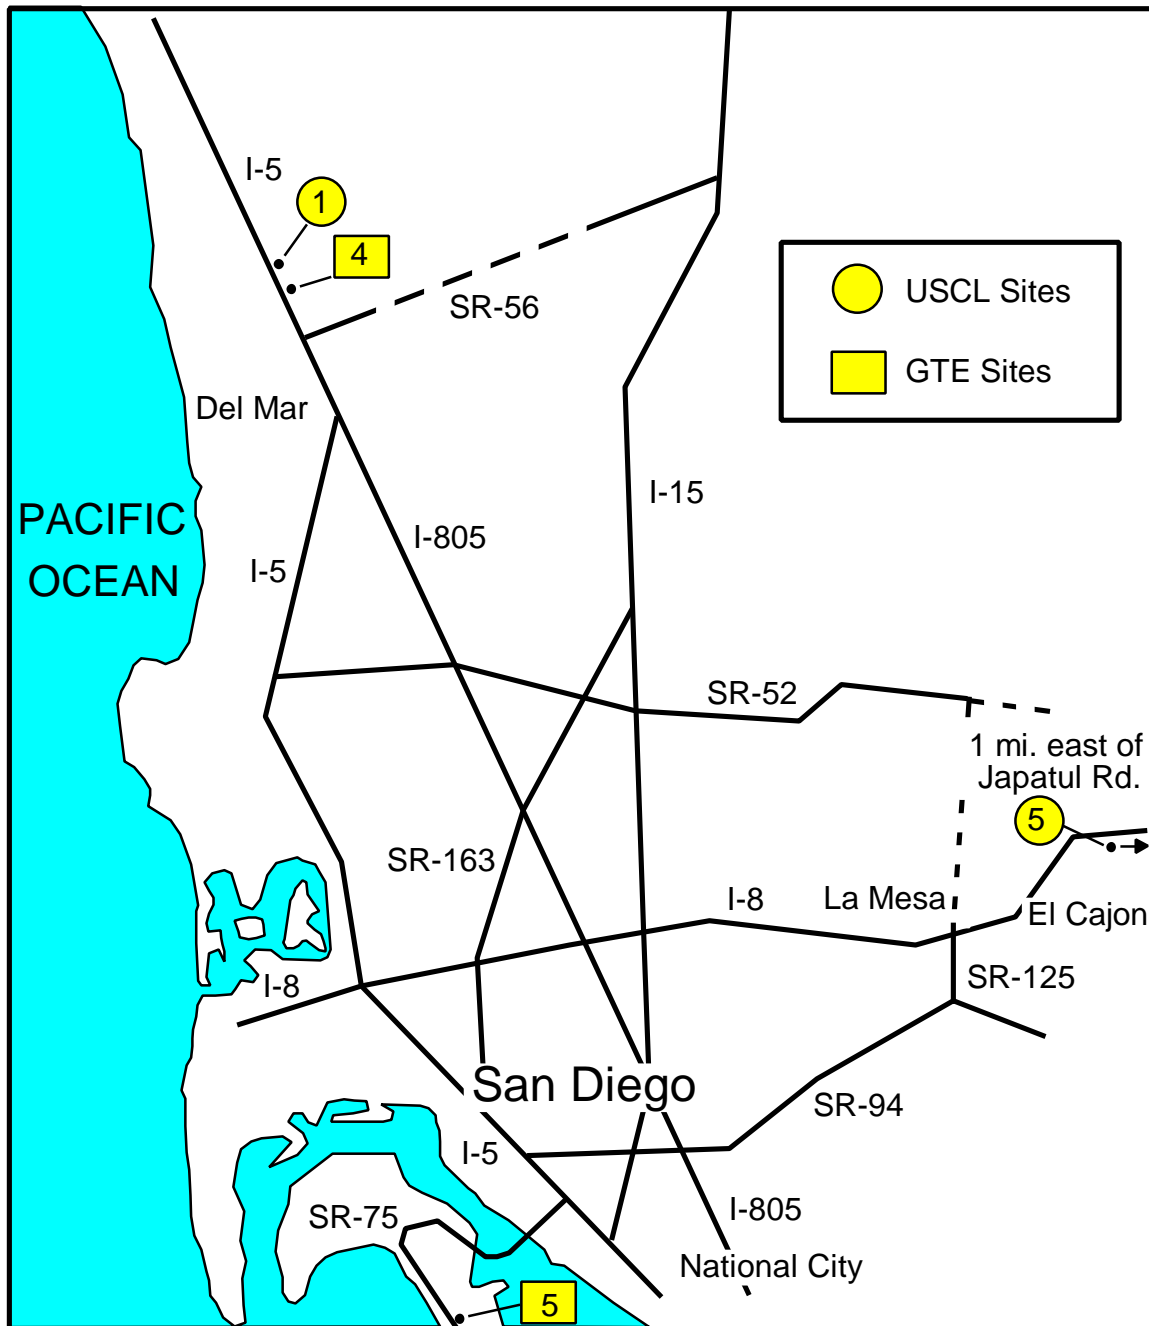 I-5
1
4
SR-56
USCL Sites
GTE Sites
Del Mar
I-15
PACIFIC
OCEAN
I-805
I-5
SR-52
1 mi. east of
Japatul Rd.
5
SR-163
I-8
La Mesa
El Cajon
I-8
SR-125
San Diego
SR-94
I-5
SR-75
I-805
National City
5